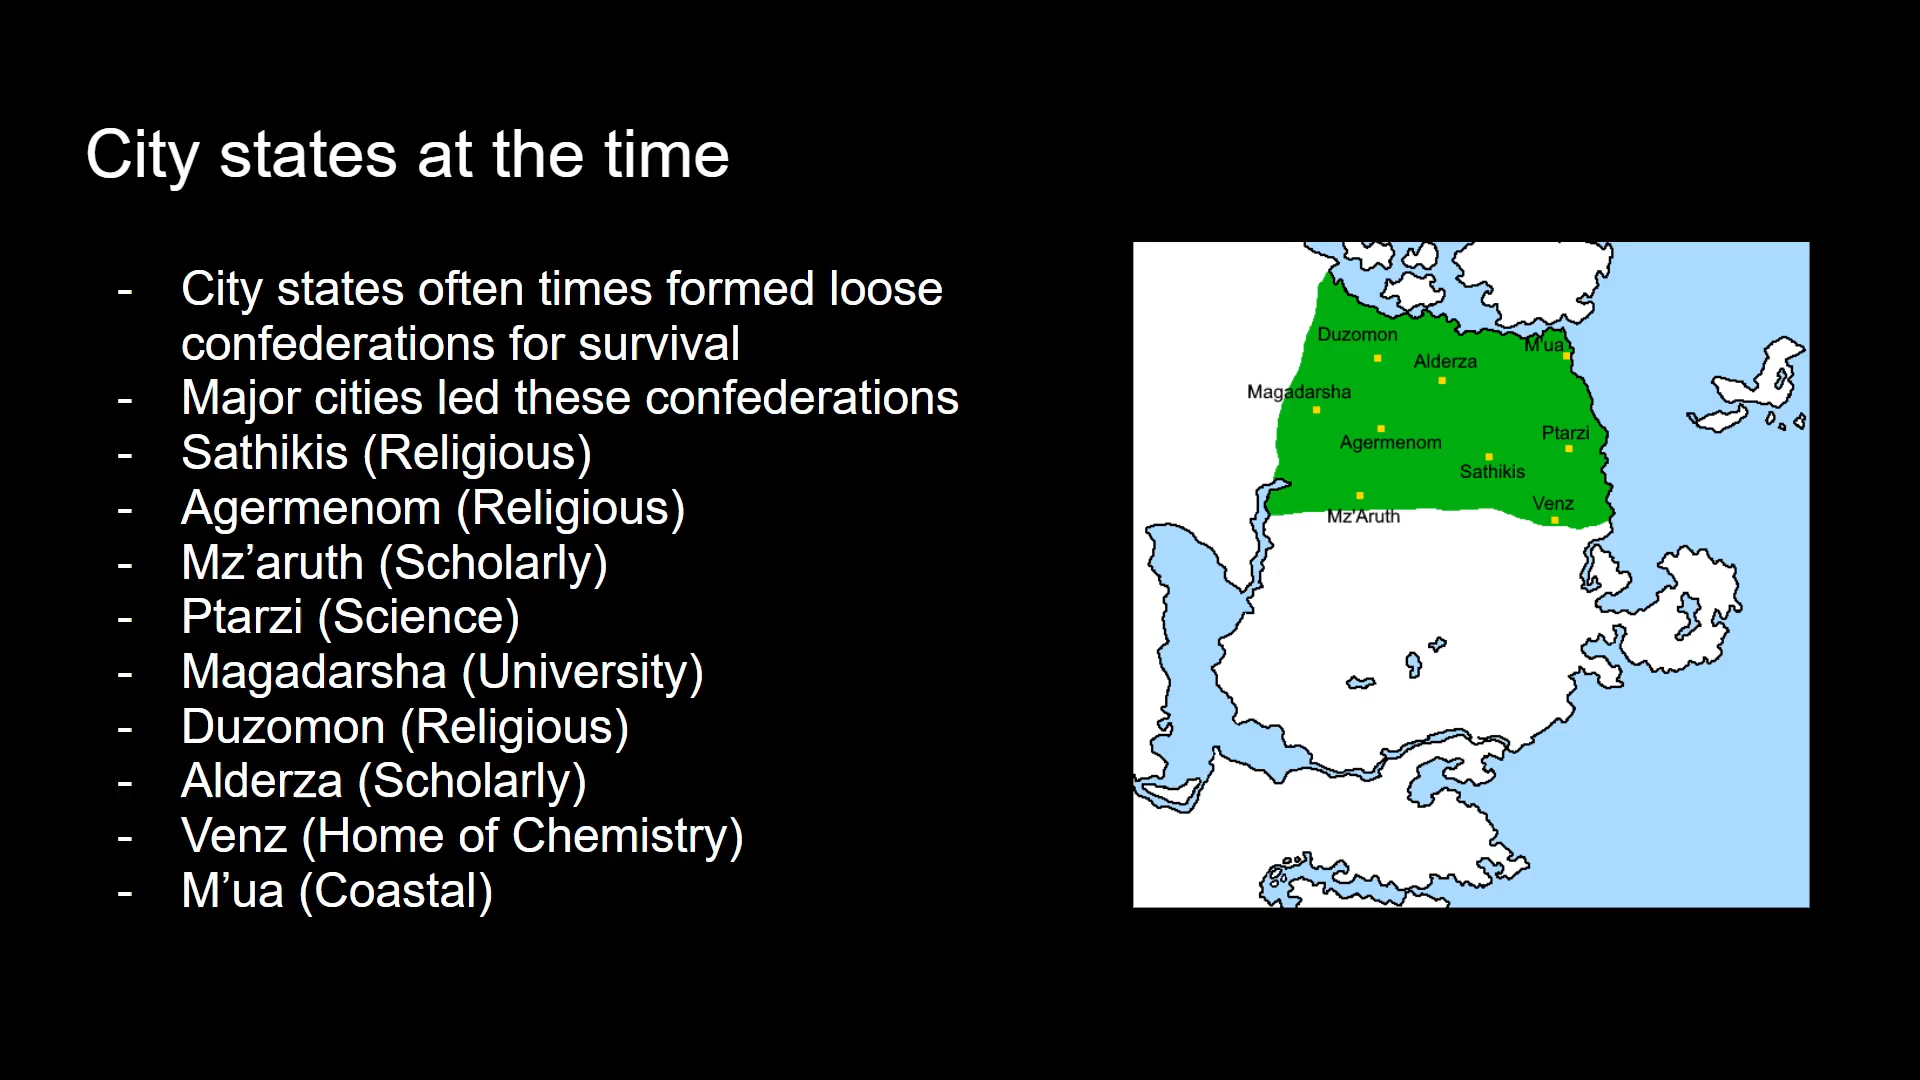 City states at the time
- City states often times formed loose
confederations for survival
- Major cities led these confederations
- Sathikis (Religious)
- Agermenom (Religious)
- Mz’aruth (Scholarly)
- Ptarzi (Science)
- Magadarsha (University)
- Duzomon (Religious)
- Alderza (Scholarly)
- Venz (Home of Chemistry)
- M’ua (Coastal)
Duzomon
M'ua
Alderza
Magadarsha
Ptarzi
Agermenom
Sathikis
Venz
Mz'Aruth